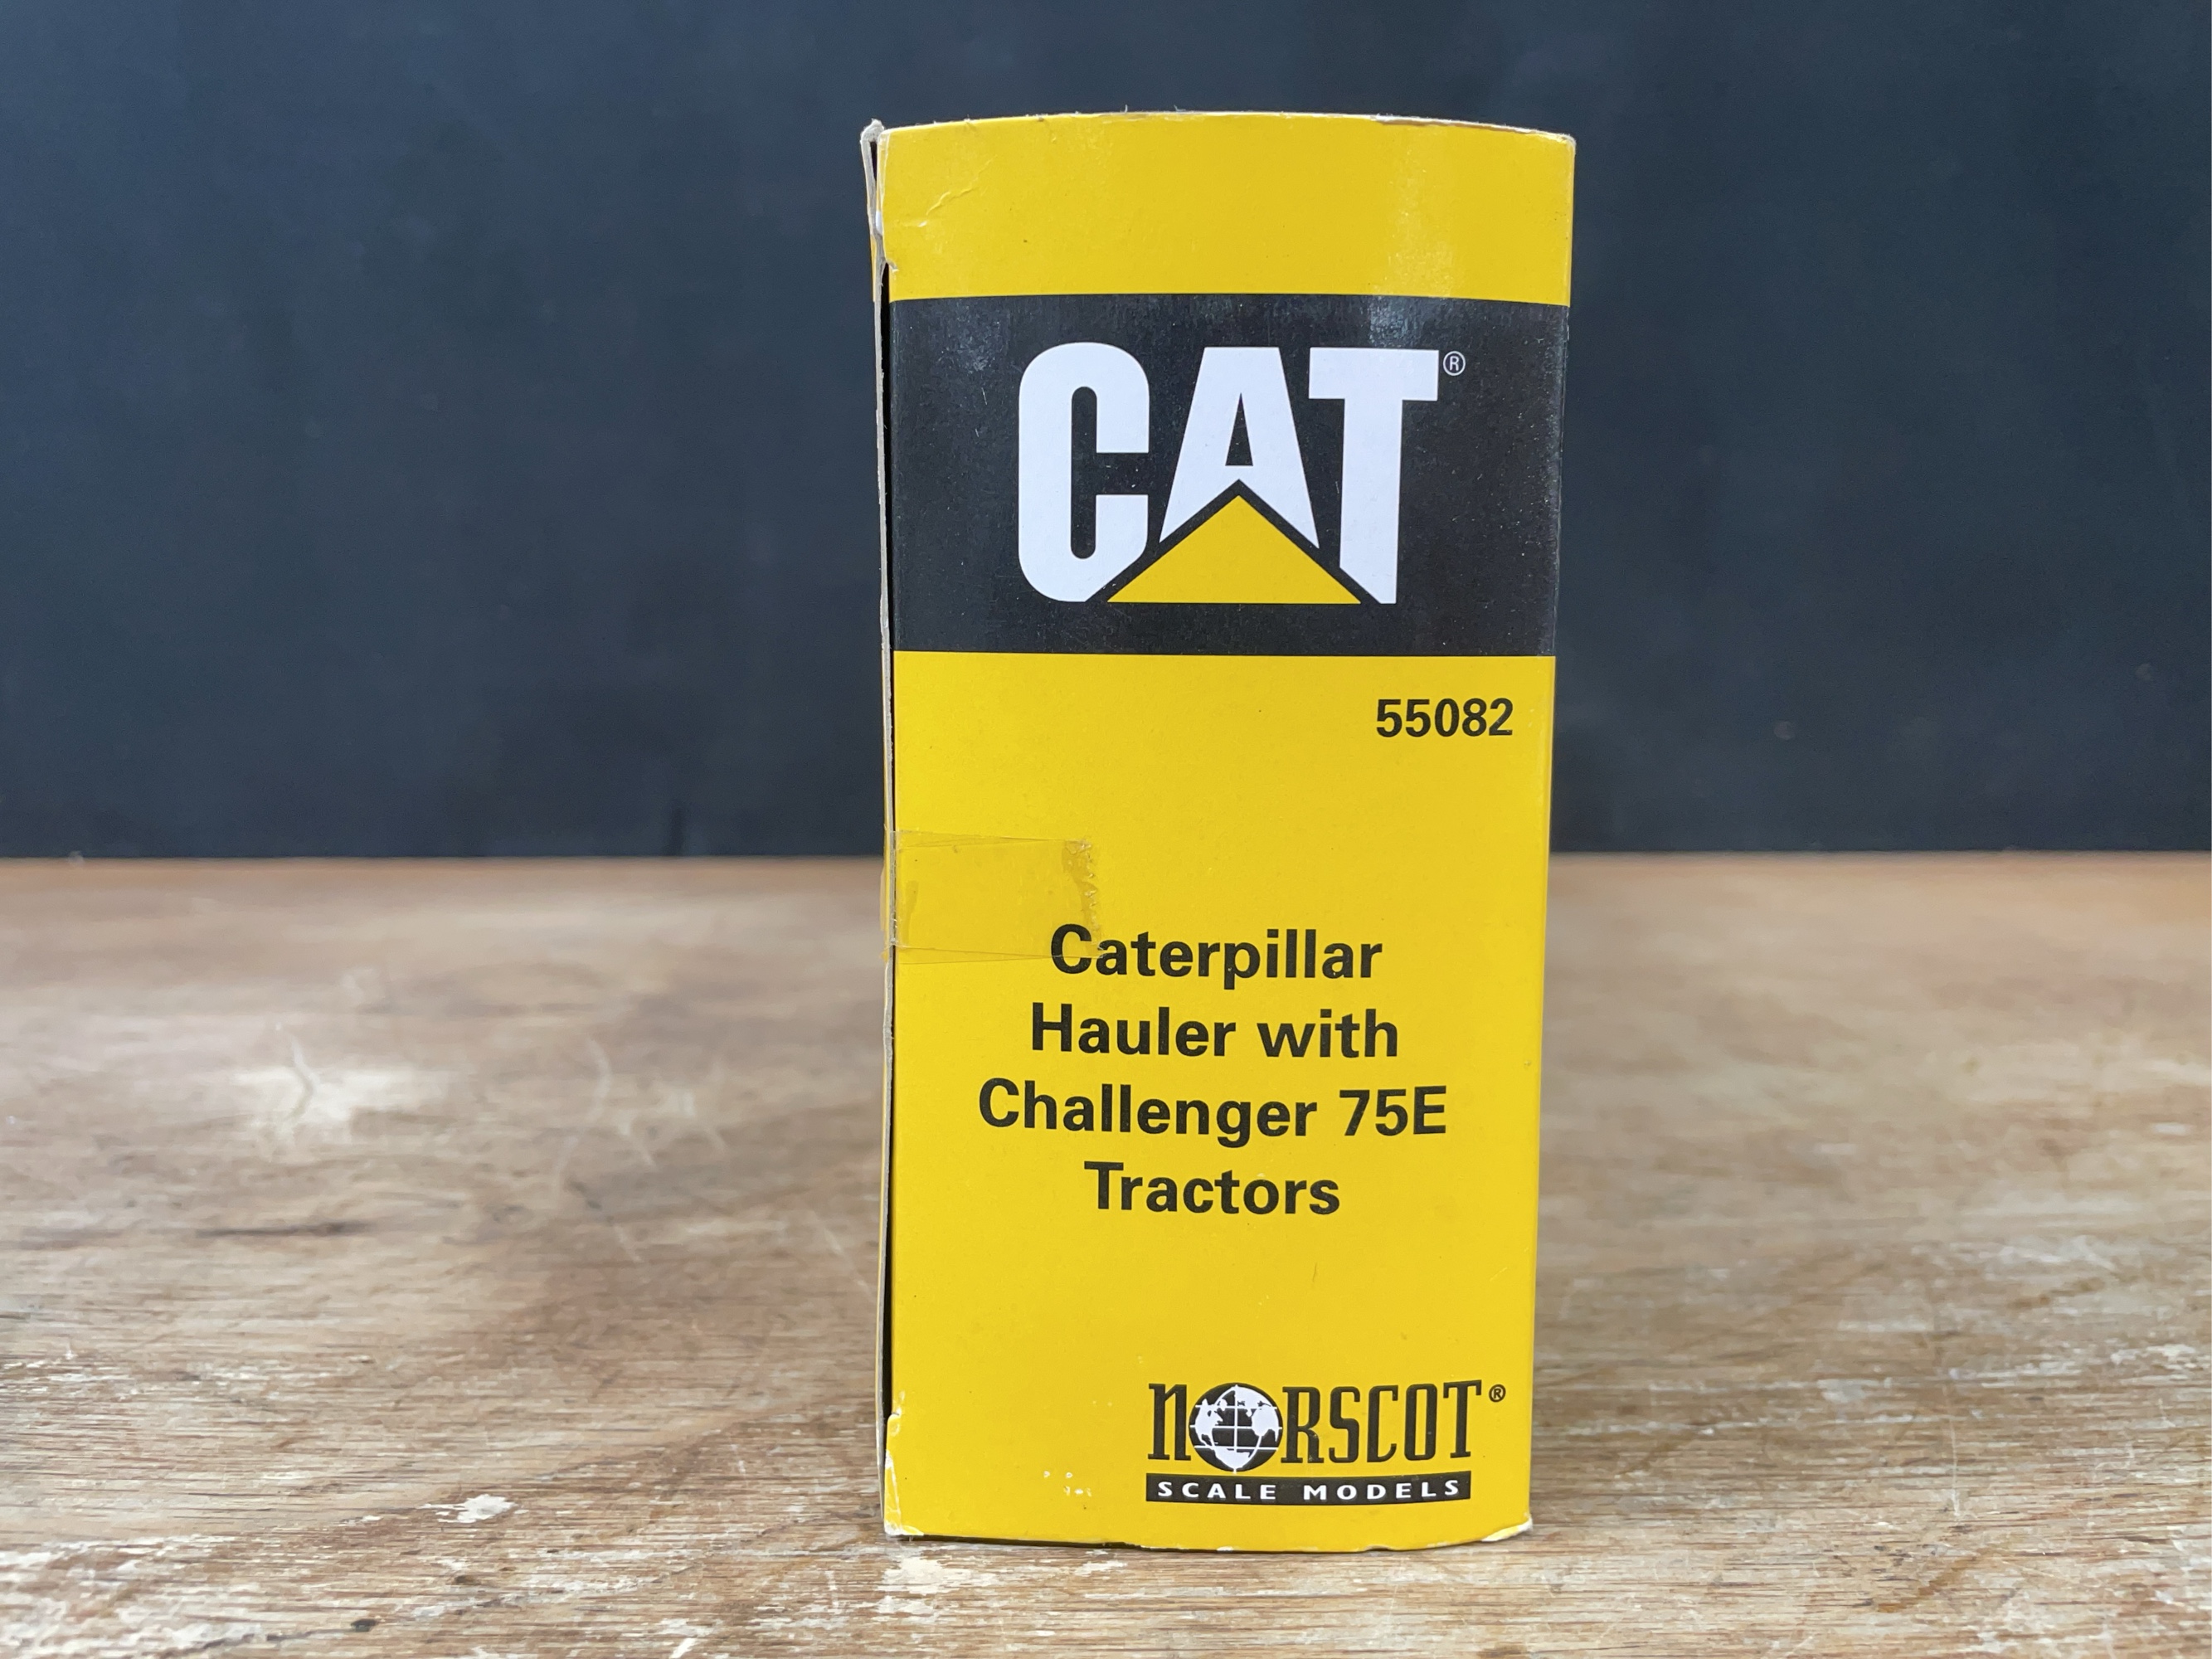 CAT®
55082
Caterpillar
Hauler with
Challenger 75E
Tractors
NORSCOT®
SCALE MODELS